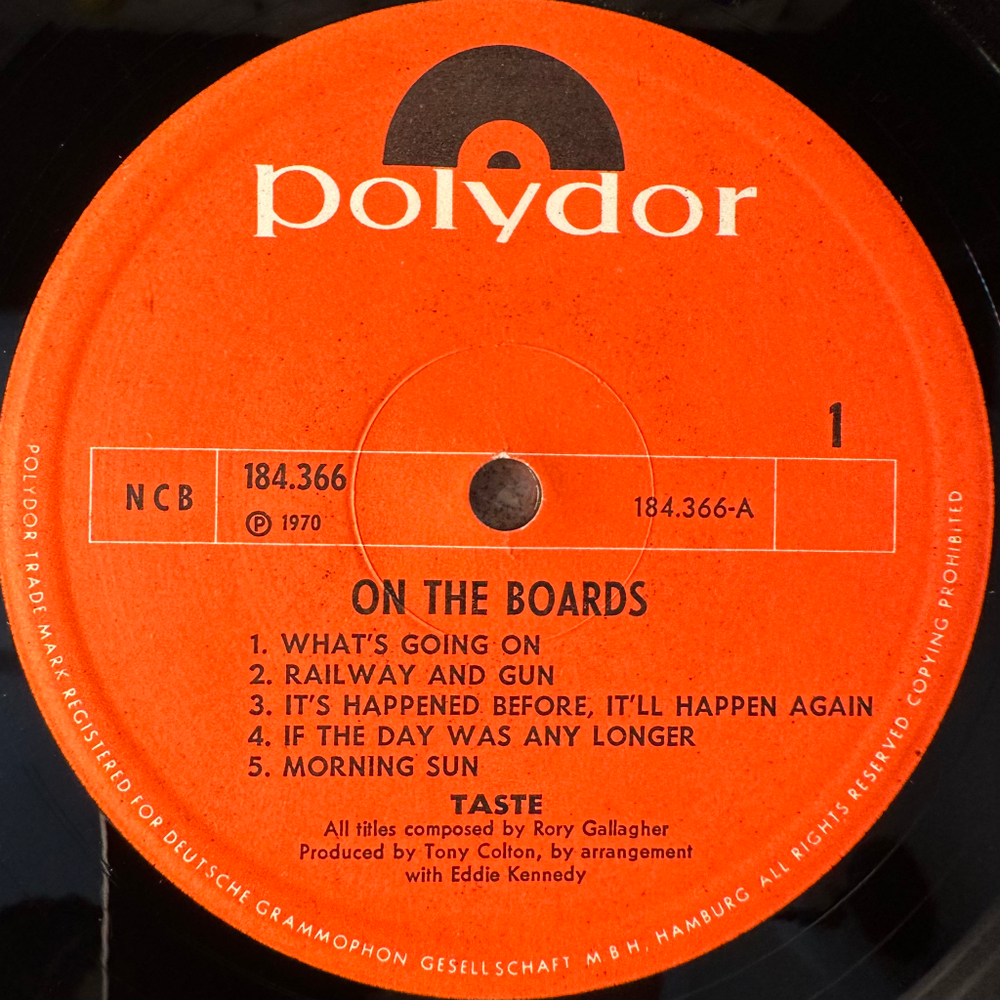 polydor
1
NCB
184.366
℗ 1970
184.366-A
ON THE BOARDS
1. WHAT'S GOING ON
2. RAILWAY AND GUN
3. IT'S HAPPENED BEFORE, IT'LL HAPPEN AGAIN
4. IF THE DAY WAS ANY LONGER
5. MORNING SUN
TASTE
All titles composed by Rory Gallagher
Produced by Tony Colton, by arrangement
with Eddie Kennedy
POLYDOR TRADE MARK REGISTERED FOR DEUTSCHE GRAMMOPHON GESELLSCHAFT M B H, HAMBURG ALL RIGHTS RESERVED COPYING PROHIBITED